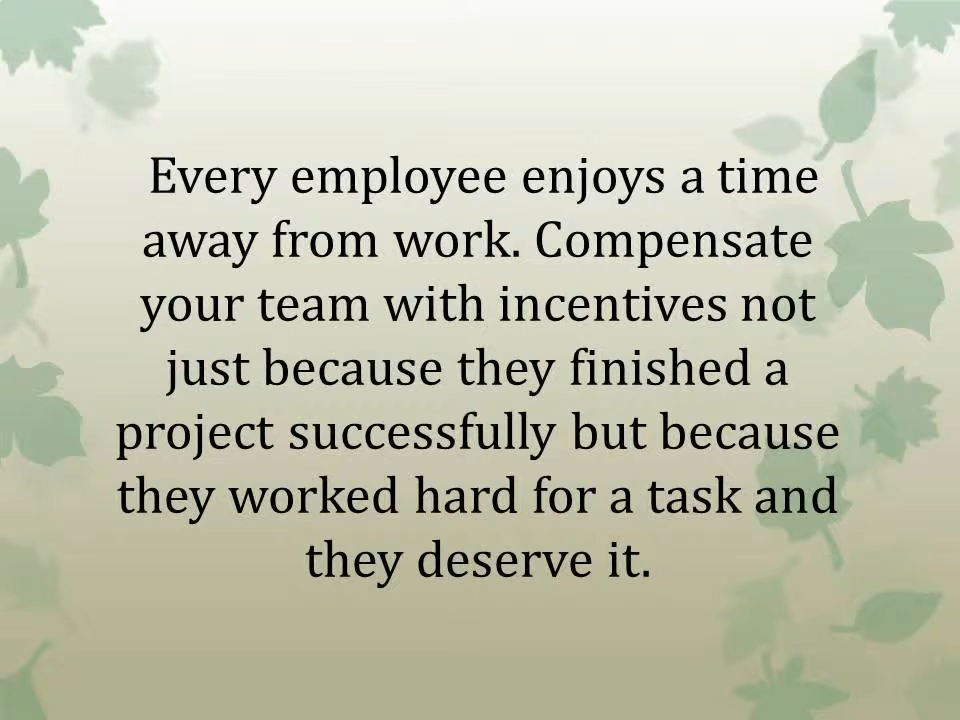 Every employee enjoys a time
away from work. Compensate
your team with incentives not
just because they finished a
project successfully but because
they worked hard for a task and
they deserve it.